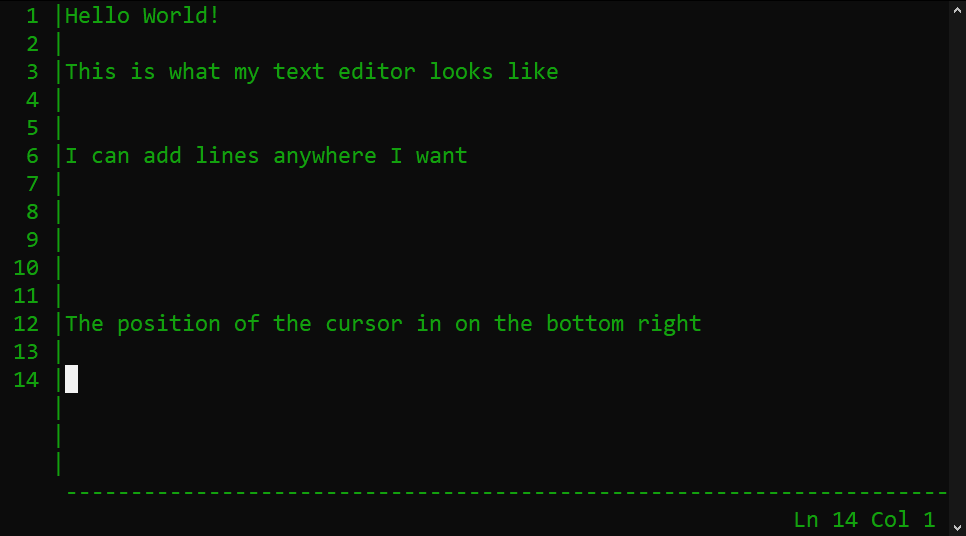 1 |Hello World!
2 |
3 |This is what my text editor looks like
4 |
5 |
6 |I can add lines anywhere I want
7 |
8 |
9 |
10 |
11 |
12 |The position of the cursor in on the bottom right
13 |
14 |
|
|
|
--------------------------------------------------------------------
Ln 14 Col 1